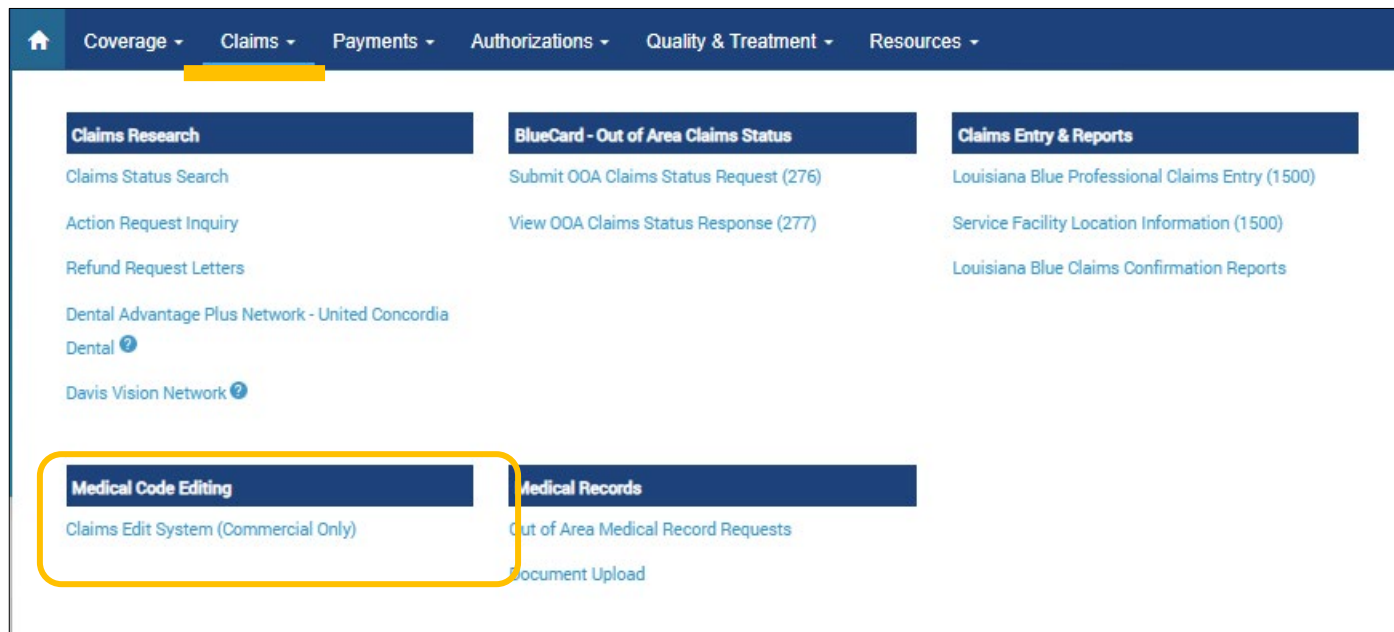 Coverage Claims Payments Authorizations Quality & Treatment Resources
Claims Research
Claims Status Search
Action Request Inquiry
Refund Request Letters
Dental Advantage Plus Network - United Concordia
Dental ?
Davis Vision Network ?
BlueCard - Out of Area Claims Status
Submit OOA Claims Status Request (276)
View OOA Claims Status Response (277)
Claims Entry & Reports
Louisiana Blue Professional Claims Entry (1500)
Service Facility Location Information (1500)
Louisiana Blue Claims Confirmation Reports
Medical Code Editing
Claims Edit System (Commercial Only)
Medical Records
Out of Area Medical Record Requests
Document Upload